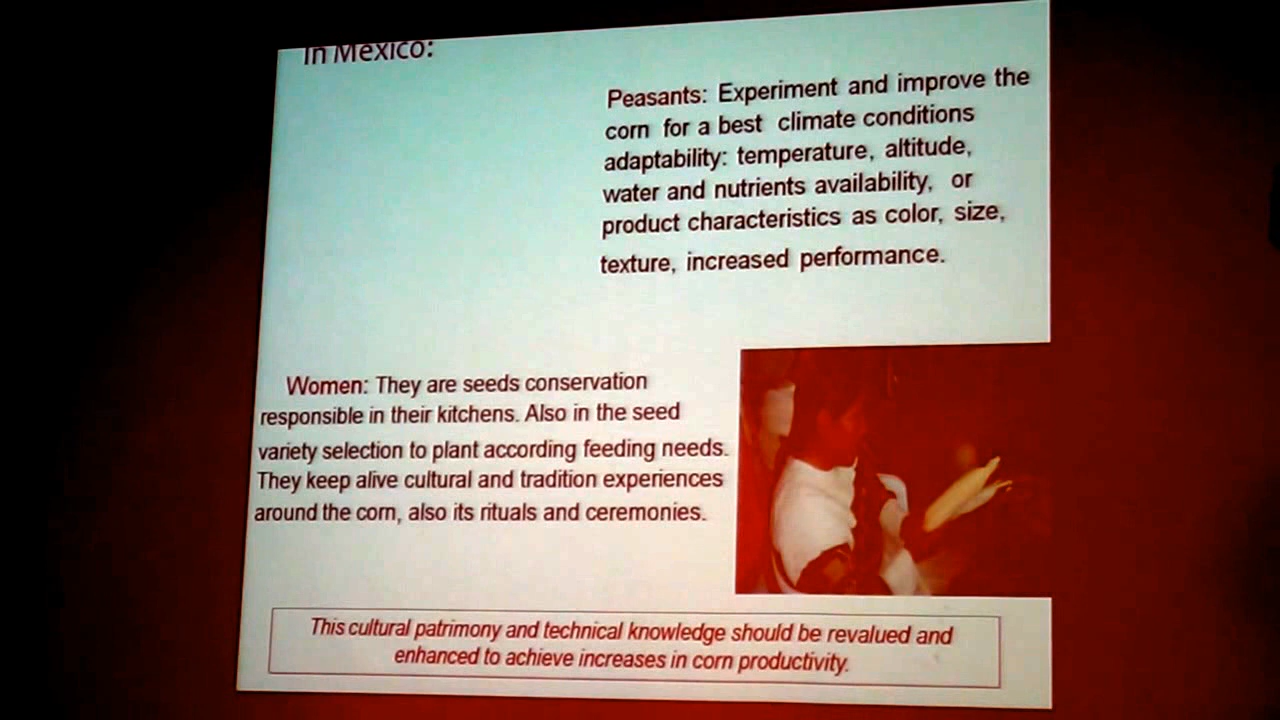 In Mexico:
Peasants: Experiment and improve the
corn for a best climate conditions
adaptability: temperature, altitude,
water and nutrients availability, or
product characteristics as color, size,
texture, increased performance.
Women: They are seeds conservation
responsible in their kitchens. Also in the seed
variety selection to plant according feeding needs.
They keep alive cultural and tradition experiences
around the corn, also its rituals and ceremonies.
This cultural patrimony and technical knowledge should be revalued and
enhanced to achieve increases in corn productivity.